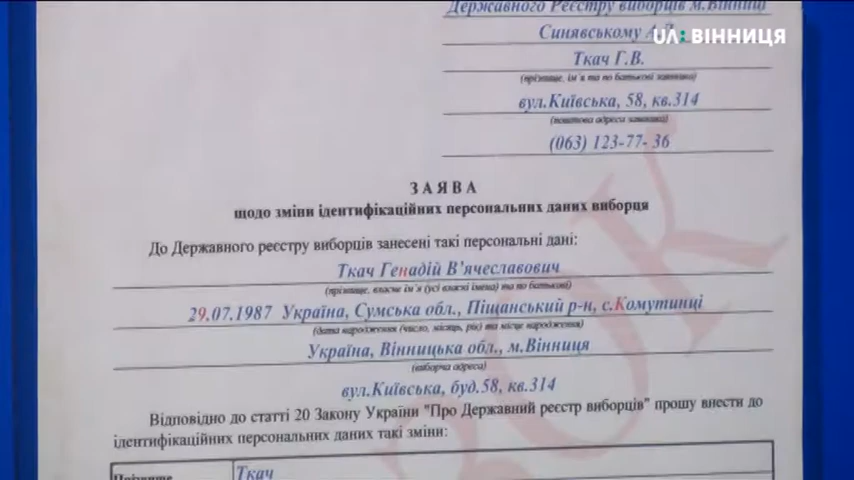 Державного Реєстру виборців м.Вінниці
Синявському А.
UA: ВІННИЦЯ
Ткач Г.В.
(прізвище, ім'я та по батькові заявника)
вул.Київська, 58, кв.314
(поштова адреса заявника)
(063) 123-77- 36
ЗАЯВА
щодо зміни ідентифікаційних персональних даних виборця
До Державного реєстру виборців занесені такі персональні дані:
Ткач Генадій В'ячеславович
(прізвище, власне ім'я (усі власні імена) та по батькові)
29.07.1987 Україна, Сумська обл., Піщанський р-н, с.Комутинці
(дата народження (число, місяць, рік) та місце народження)
Україна, Вінницька обл., м.Вінниця
(виборча адреса)
вул.Київська, буд.58, кв.314
Відповідно до статті 20 Закону України "Про Державний реєстр виборців" прошу внести до
ідентифікаційних персональних даних такі зміни:
Прізвище Ткач